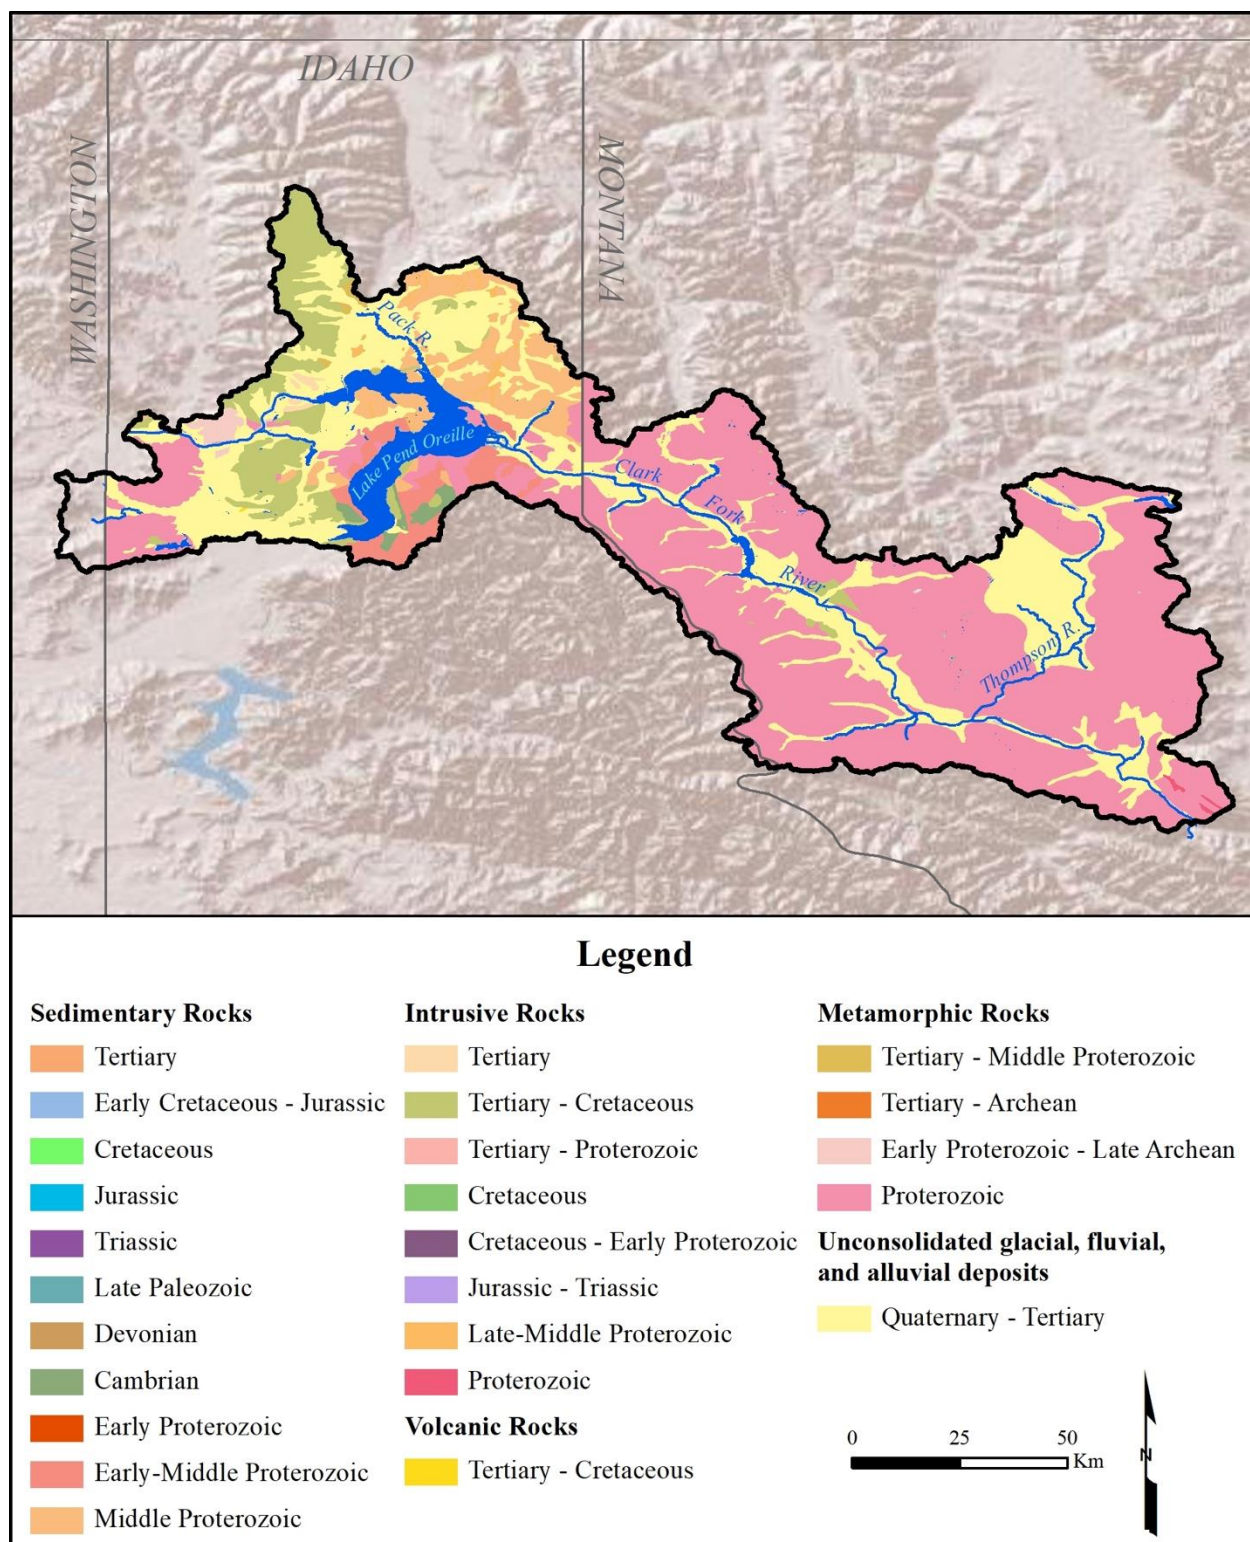 IDAHO
WASHINGTON
MONTANA
Pack R.
Lake Pend Oreille
Clark
Fork
River
Thompson R.
Legend
Sedimentary Rocks
Tertiary
Early Cretaceous - Jurassic
Cretaceous
Jurassic
Triassic
Late Paleozoic
Devonian
Cambrian
Early Proterozoic
Early-Middle Proterozoic
Middle Proterozoic
Intrusive Rocks
Tertiary
Tertiary - Cretaceous
Tertiary - Proterozoic
Cretaceous
Cretaceous - Early Proterozoic
Jurassic - Triassic
Late-Middle Proterozoic
Proterozoic
Volcanic Rocks
Tertiary - Cretaceous
Metamorphic Rocks
Tertiary - Middle Proterozoic
Tertiary - Archean
Early Proterozoic - Late Archean
Proterozoic
Unconsolidated glacial, fluvial,
and alluvial deposits
Quaternary - Tertiary
0 25 50
Km
N